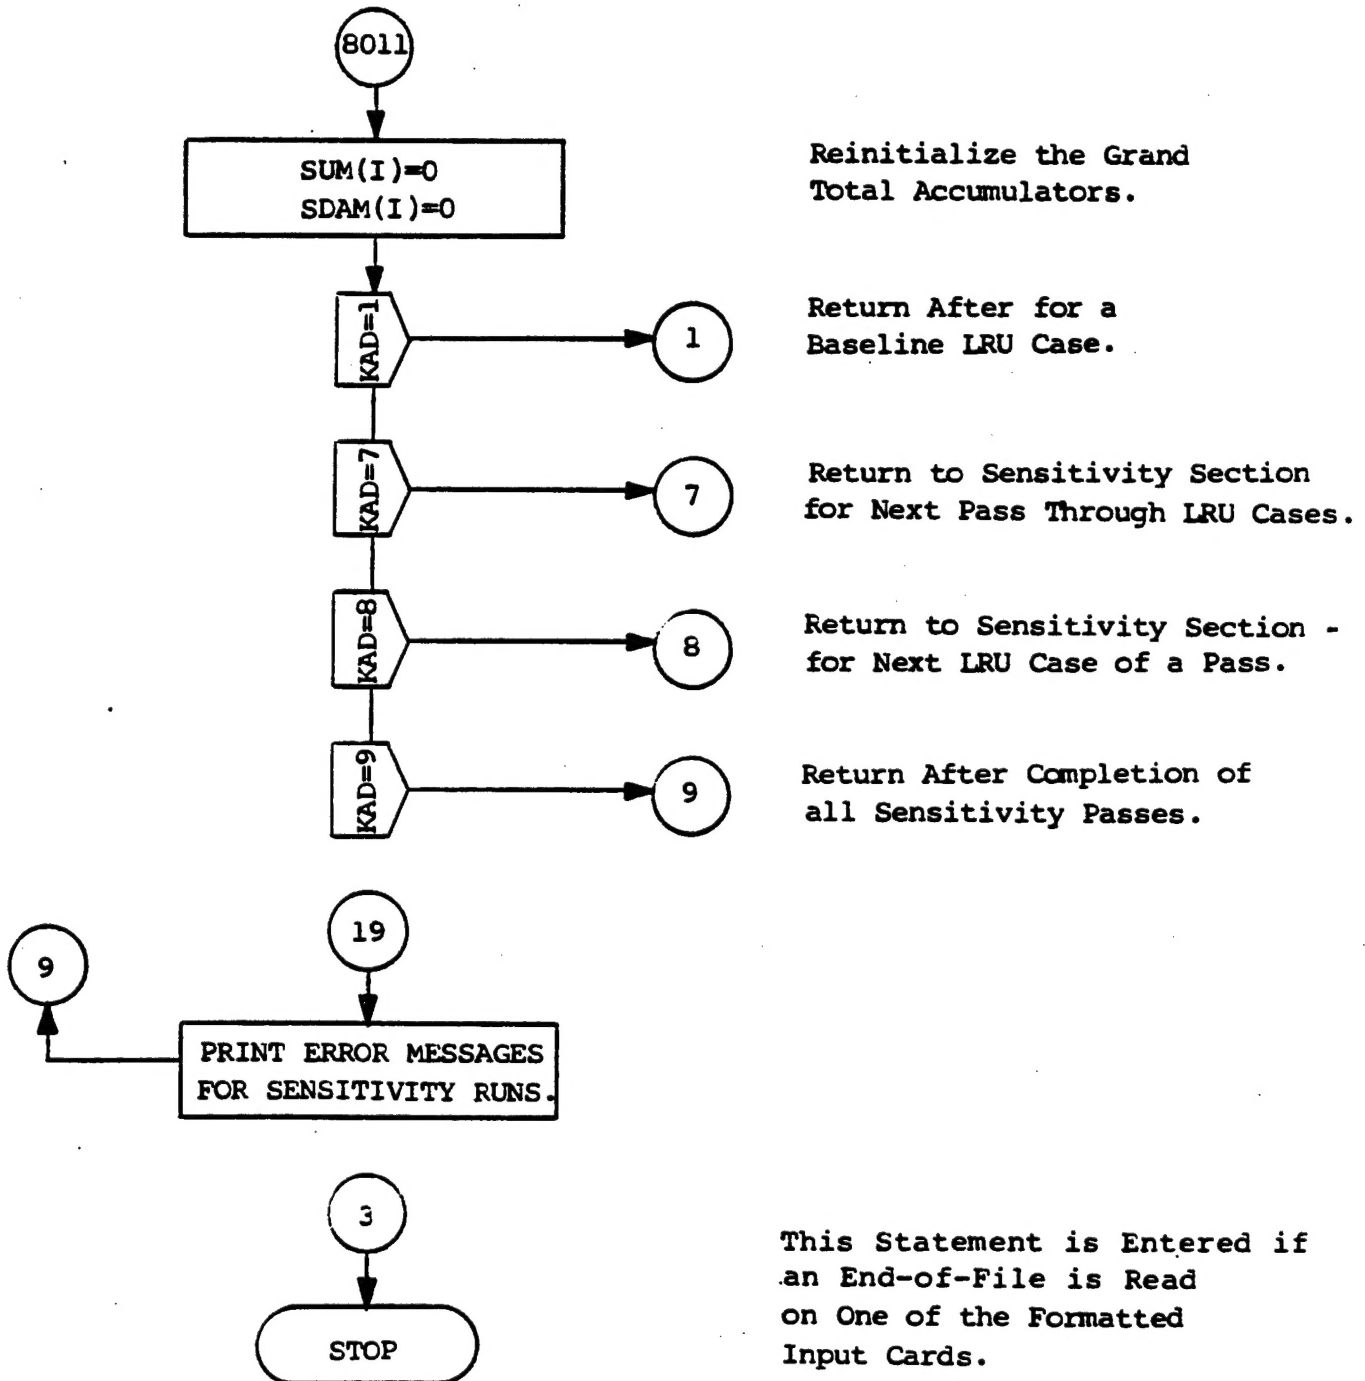 8011
SUM(I)=0
SDAM(I)=0
Reinitialize the Grand
Total Accumulators.
KAD=1
1
Return After for a
Baseline LRU Case.
KAD=7
7
Return to Sensitivity Section
for Next Pass Through LRU Cases.
KAD=8
8
Return to Sensitivity Section -
for Next LRU Case of a Pass.
KAD=9
9
Return After Completion of
all Sensitivity Passes.
19
9
PRINT ERROR MESSAGES
FOR SENSITIVITY RUNS.
3
STOP
This Statement is Entered if
an End-of-File is Read
on One of the Formatted
Input Cards.